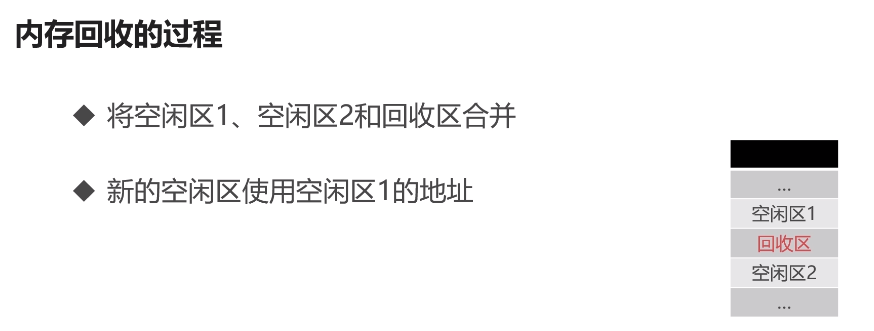 内存回收的过程
◆ 将空闲区1、空闲区2和回收区合并
◆ 新的空闲区使用空闲区1的地址
...
空闲区1
回收区
空闲区2
...